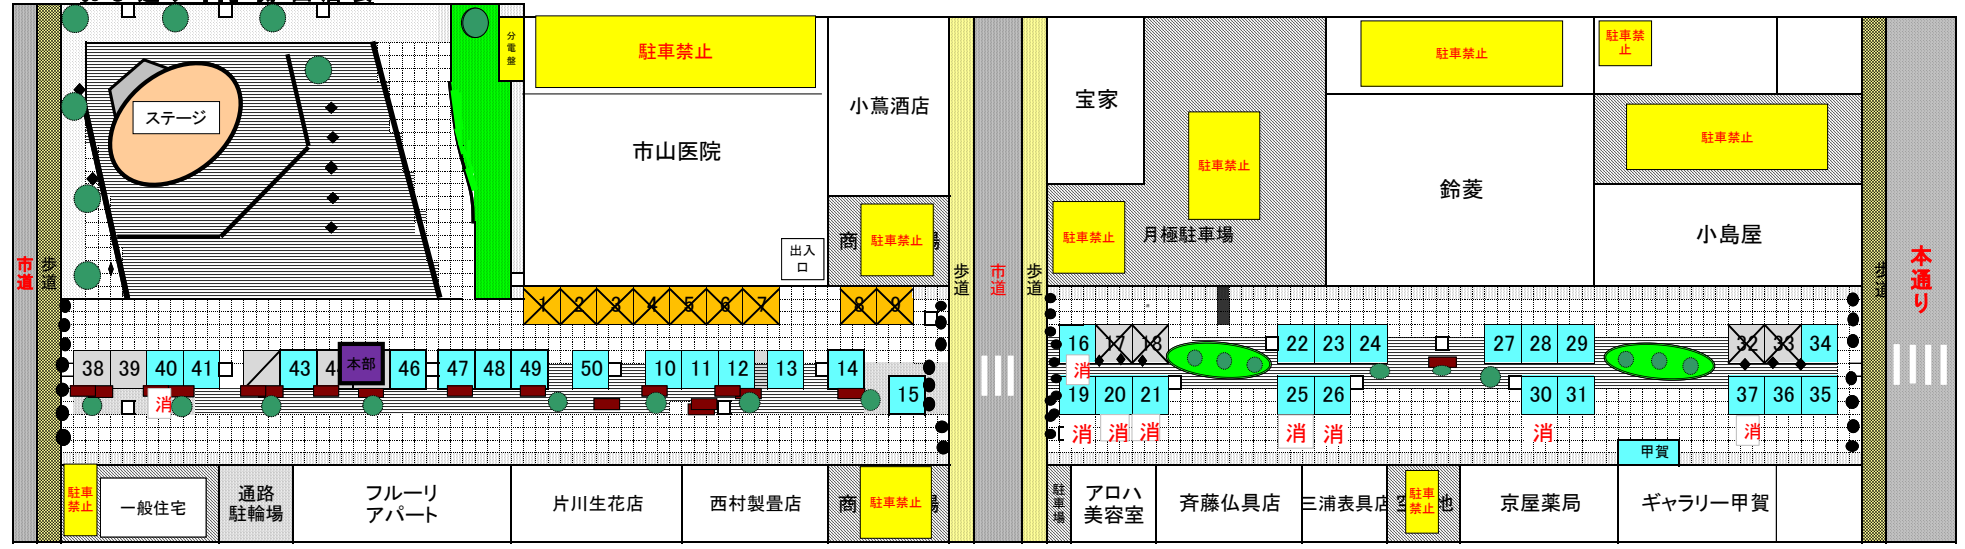 分電盤
駐車禁止
駐車禁止
駐車禁
止
ステージ
小蔦酒店
宝家
駐車禁止
市山医院
駐車禁止
鈴菱
商
駐車禁止
場
駐車禁止
月極駐車場
小島屋
出入
口
市道
歩道
歩道
市道
歩道
歩道
本通り
1 2 3 4 5 6 7 8 9
38 39 40 41 43 本部 46 47 48 49 50 10 11 12 13 14
15
16 17 18 22 23 24 27 28 29 32 33 34
消
19 20 21 25 26 30 31 37 36 35
消
消 消 消 消 消 消 消
甲賀
駐車
禁止
一般住宅
通路
駐輪場
フルーリ
アパート
片川生花店
西村製畳店
商
駐車禁止
場
駐車場
アロハ
美容室
斉藤仏具店
三浦表具店
空
駐車
禁止
地
京屋薬局
ギャラリー甲賀